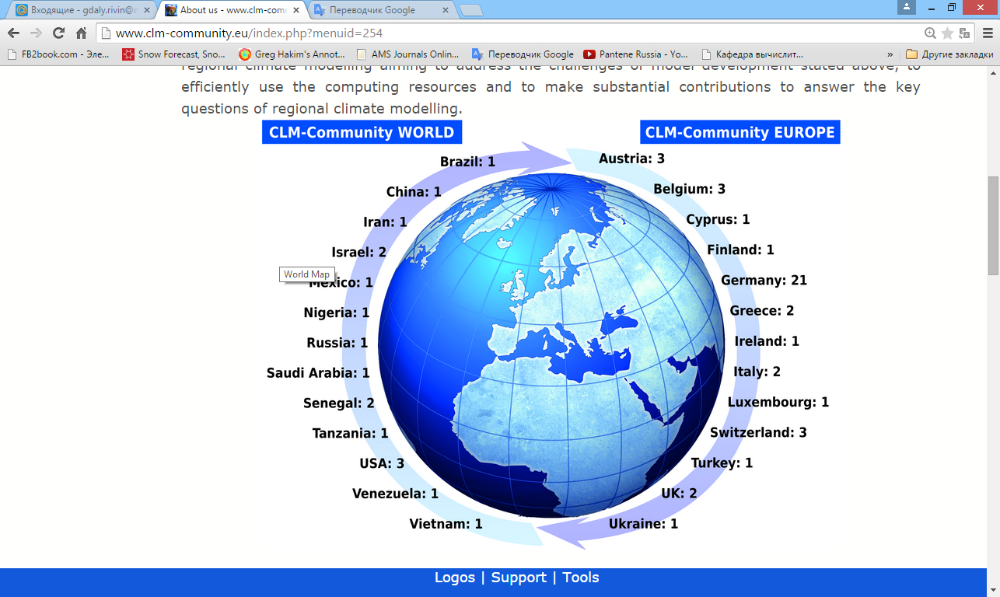 Входящие - gdaly.rivin@
About us - www.clm-com
Переводчик Google
www.clm-community.eu/index.php?menuid=254
FB2book.com - Эле...
Snow Forecast, Sno...
Greg Hakim's Annot...
AMS Journals Onlin...
Переводчик Google
Pantene Russia - Yo...
Кафедра вычислит...
»
Другие закладки
regional climate modelling aiming to address the challenges of model development stated above, to
efficiently use the computing resources and to make substantial contributions to answer the key
questions of regional climate modelling.
CLM-Community WORLD
CLM-Community EUROPE
Brazil: 1
China: 1
Iran: 1
Israel: 2
World Map
Mexico: 1
Nigeria: 1
Russia: 1
Saudi Arabia: 1
Senegal: 2
Tanzania: 1
USA: 3
Venezuela: 1
Vietnam: 1
Austria: 3
Belgium: 3
Cyprus: 1
Finland: 1
Germany: 21
Greece: 2
Ireland: 1
Italy: 2
Luxembourg: 1
Switzerland: 3
Turkey: 1
UK: 2
Ukraine: 1
Logos | Support | Tools